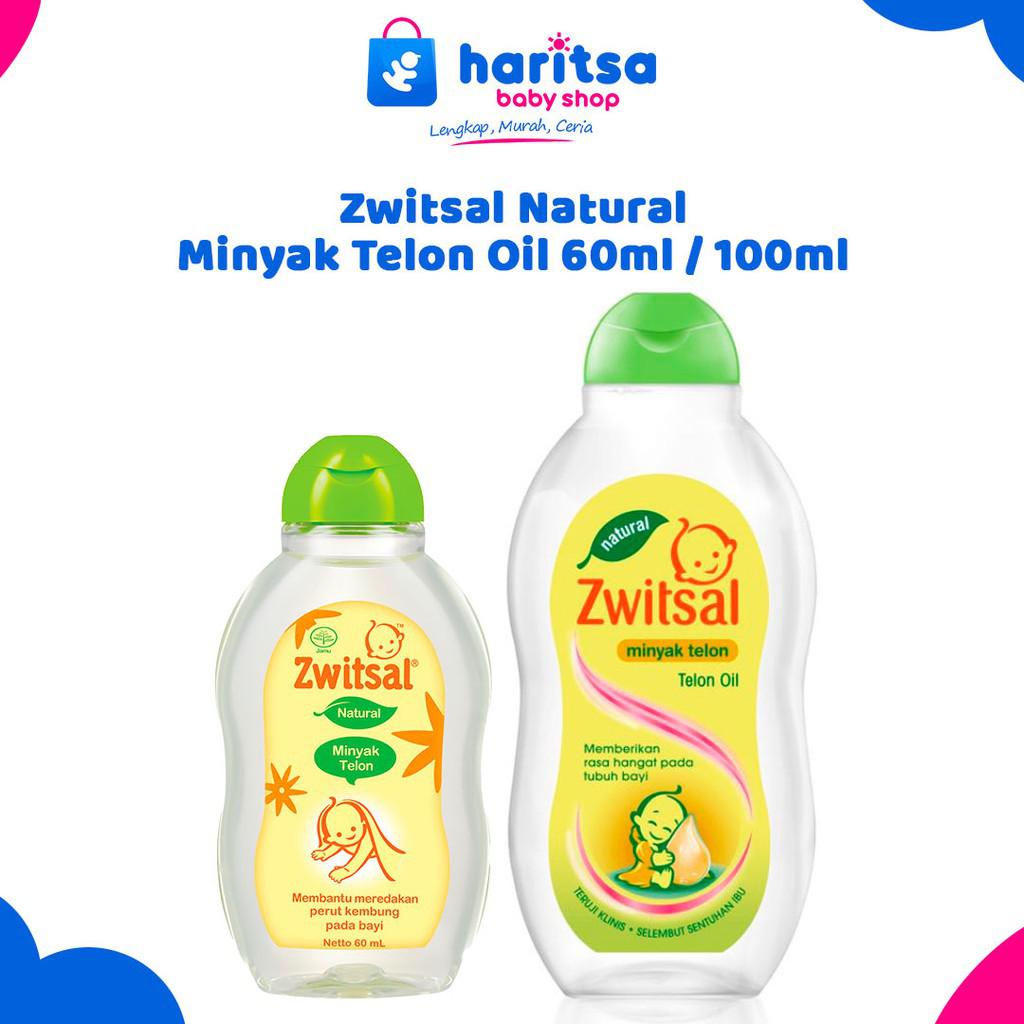 haritsa
baby shop
Lengkap, Murah, Ceria
Zwitsal Natural
Minyak Telon Oil 60ml / 100ml
Jamu
TM
Zwitsal®
Natural
Minyak
Telon
Membantu meredakan
perut kembung
pada bayi
Netto 60 mL
natural
Zwitsal
minyak telon
Telon Oil
Memberikan
rasa hangat pada
tubuh bayi
TERUJI KLINIS • SELEMBUT SENTUHAN IBU